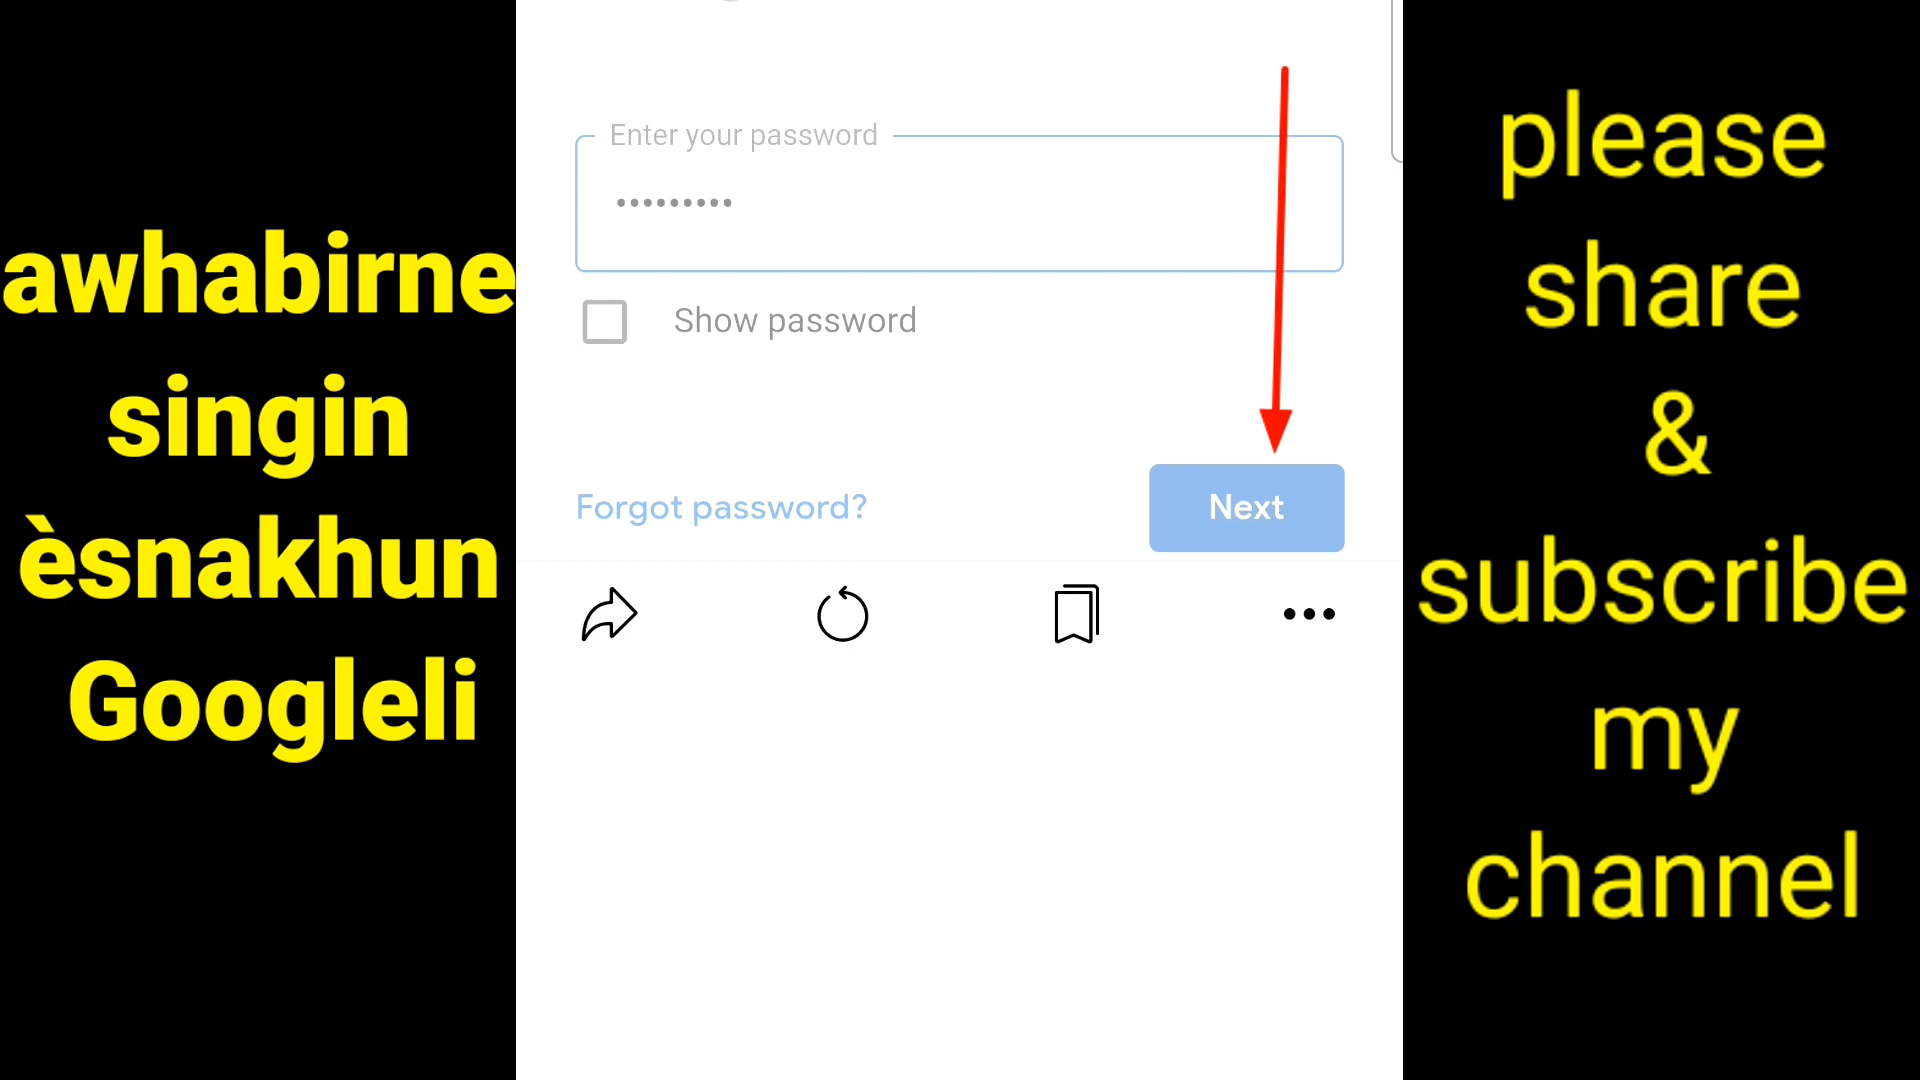 awhabirne
singin
èsnakhun
Googleli
Enter your password
•••••••••
Show password
Forgot password?
Next
please
share
&
subscribe
my
channel